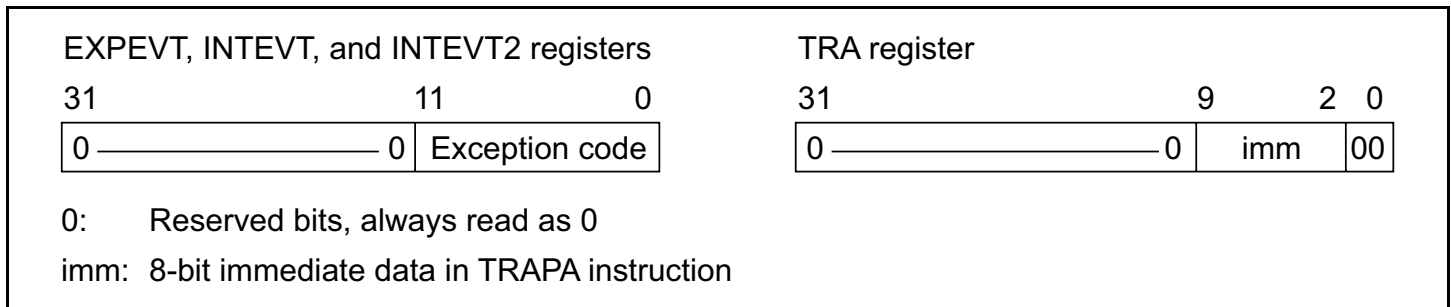 EXPEVT, INTEVT, and INTEVT2 registers
31 11 0
0 0 Exception code
TRA register
31 9 2 0
0 0 imm 00
0: Reserved bits, always read as 0
imm: 8-bit immediate data in TRAPA instruction